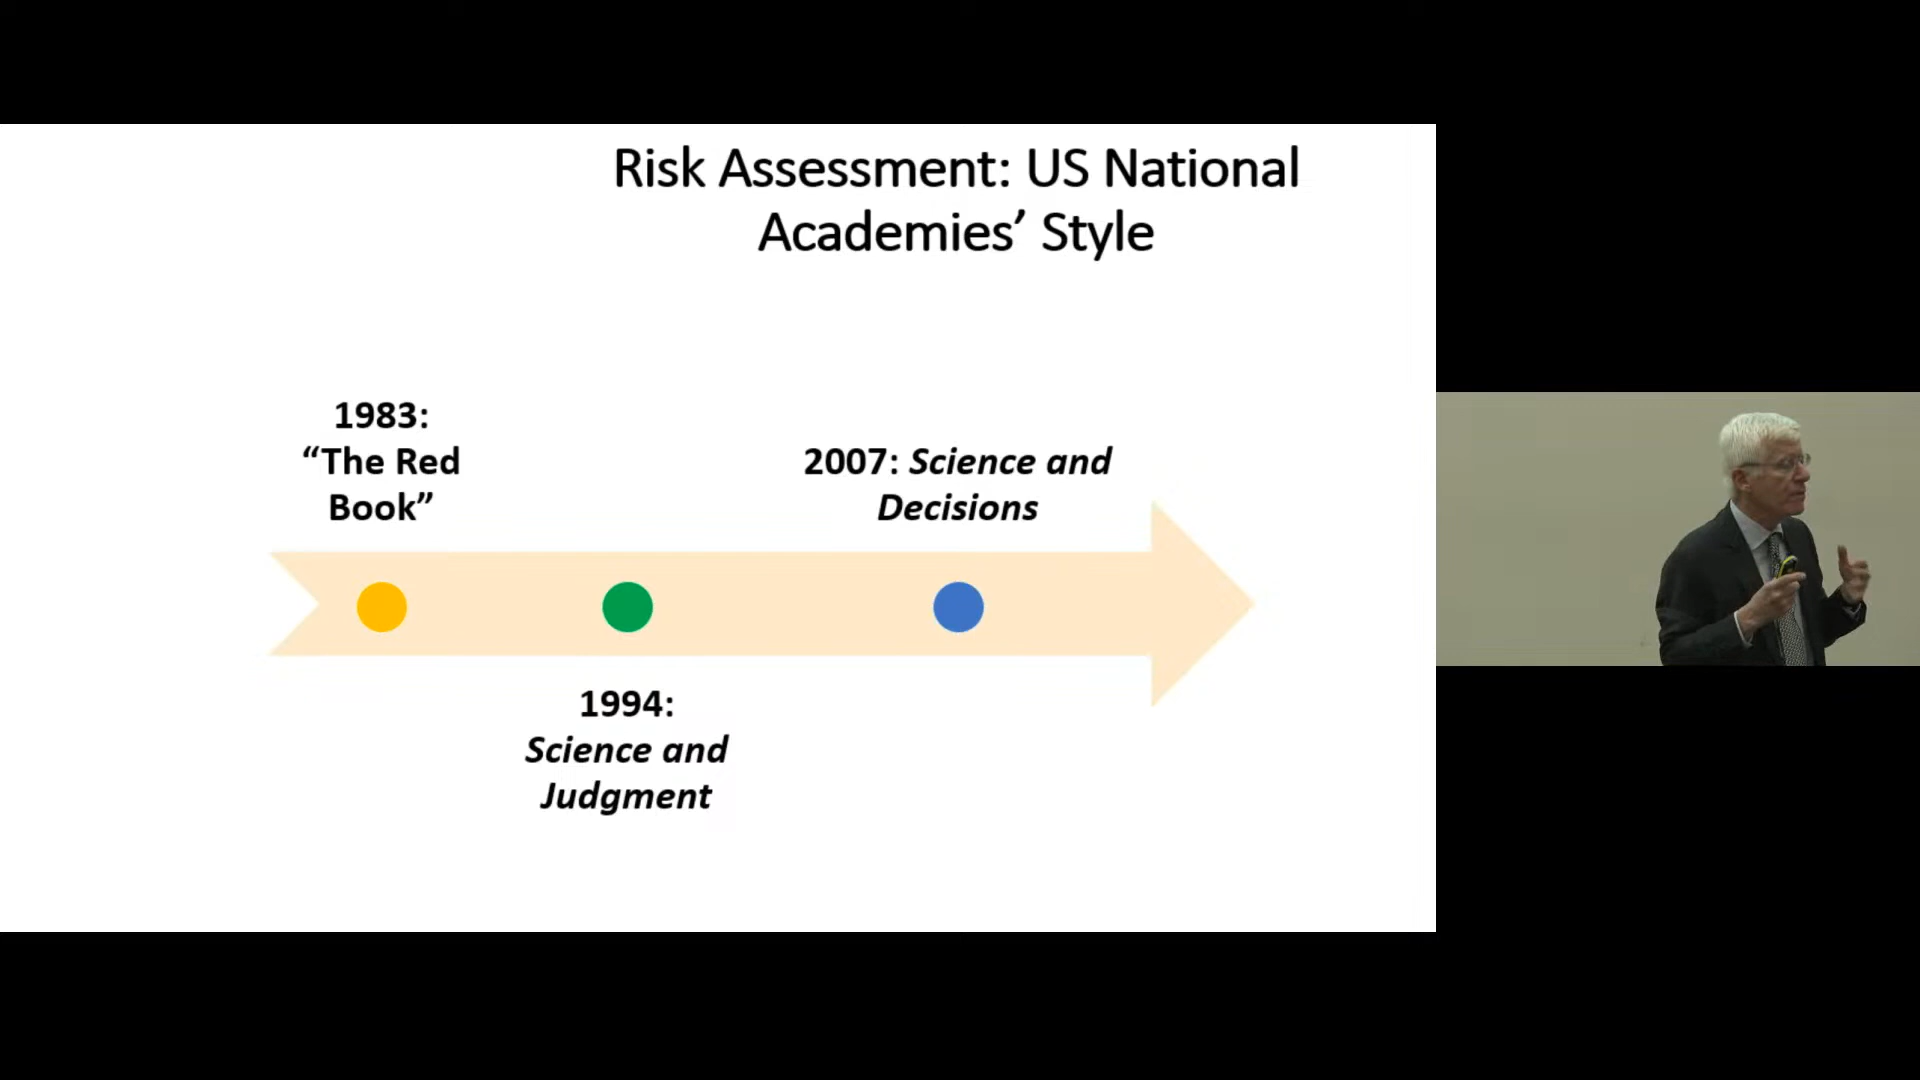 Risk Assessment: US National
Academies’ Style
1983:
“The Red
Book”
2007: Science and
Decisions
1994:
Science and
Judgment